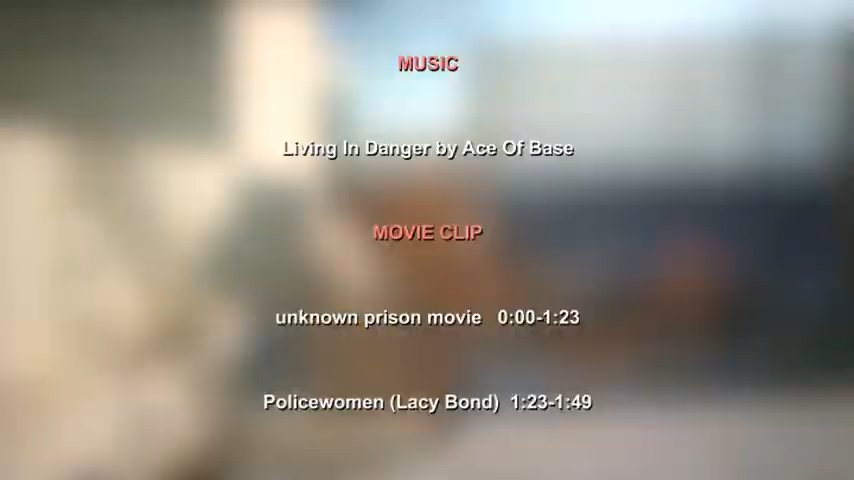 MUSIC
Living In Danger by Ace Of Base
MOVIE CLIP
unknown prison movie 0:00-1:23
Policewomen (Lacy Bond) 1:23-1:49